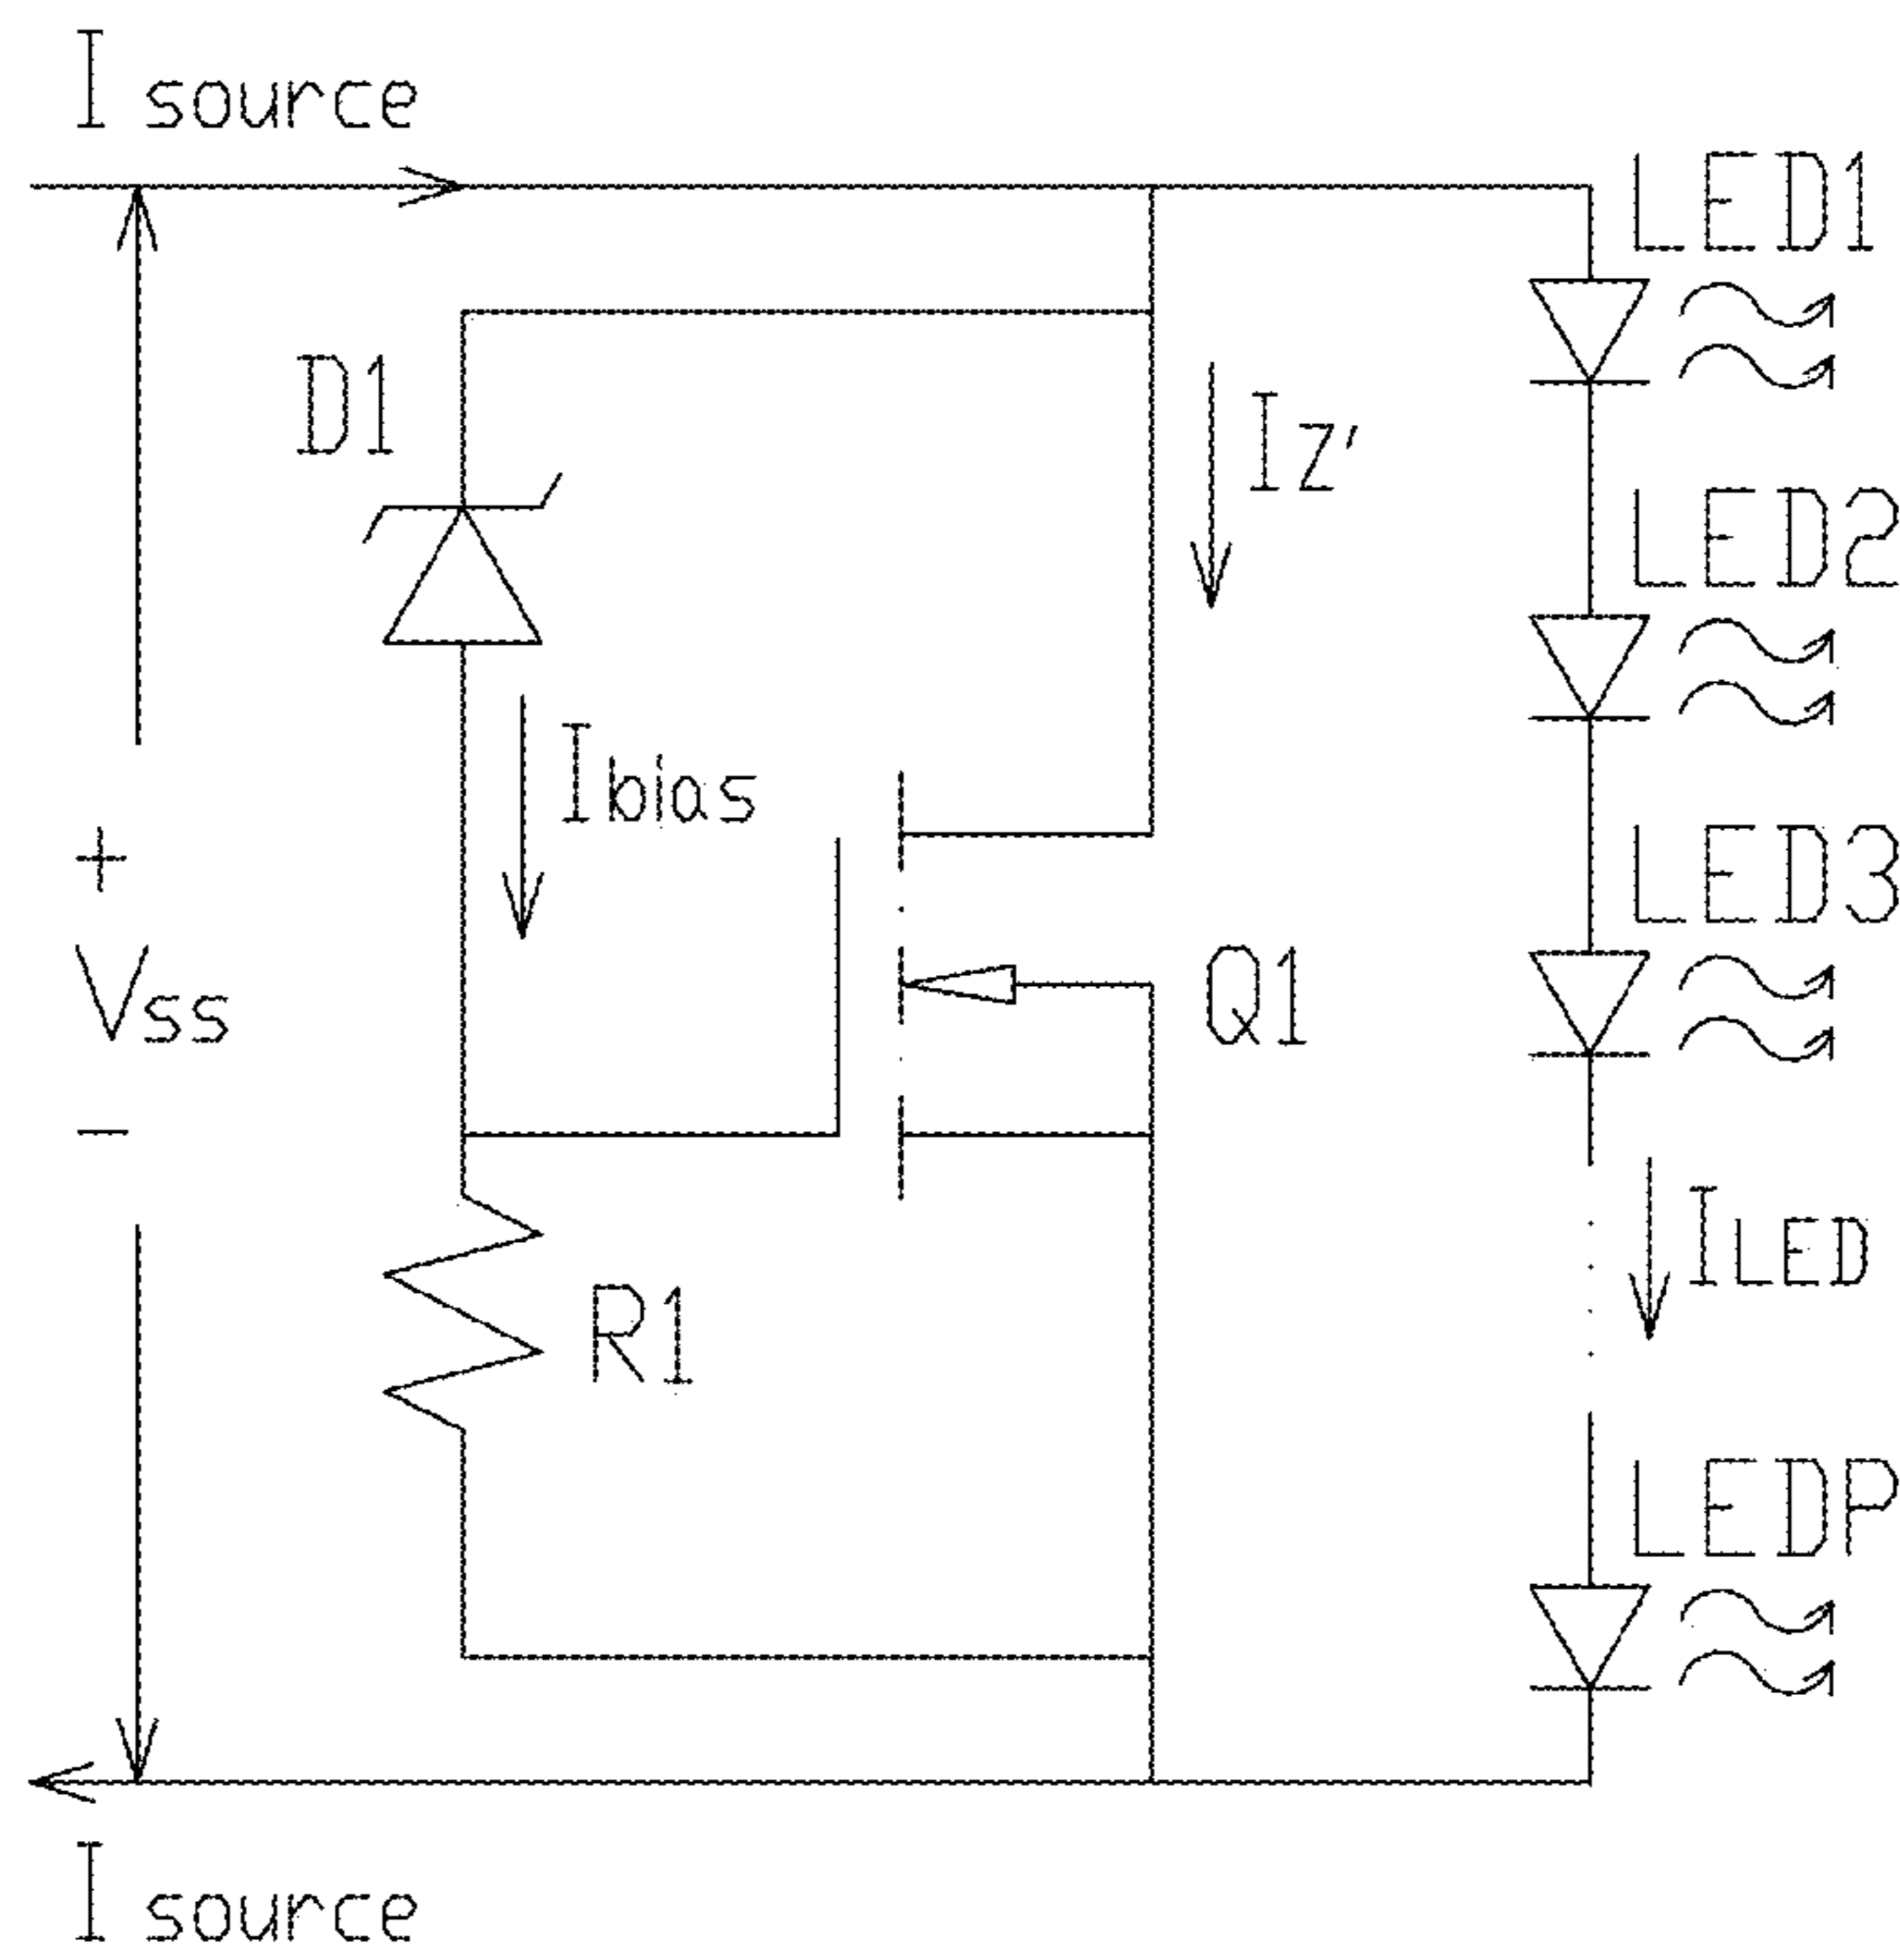 I source
LED1
D1
IZ'
LED2
Ibias
LED3
+
Vss
Q1
-
ILED
R1
LEDP
I source